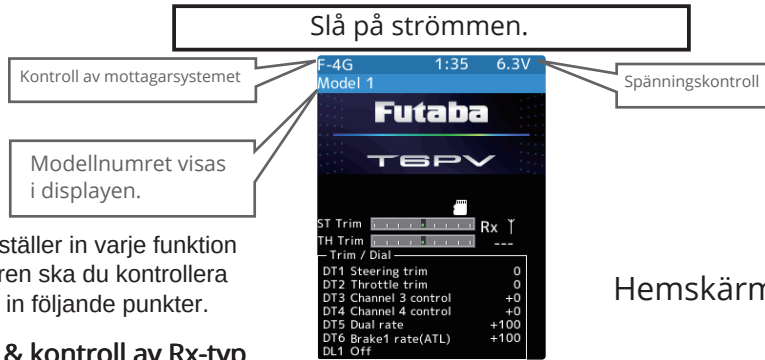 Slå på strömmen.
Kontroll av mottagarsystemet
F-4G 1:35 6.3V
Spänningskontroll
Model 1
Futaba
T6PV
Modellnumret visas
i displayen.
ST Trim Rx
TH Trim ---
Trim / Dial
DT1 Steering trim 0
DT2 Throttle trim 0
DT3 Channel 3 control +0
DT4 Channel 4 control +0
DT5 Dual rate +100
DT6 Brake1 rate(ATL) +100
DL1 Off
ställer in varje funktion
ren ska du kontrollera
in följande punkter.
Hemskärm
& kontroll av Rx-typ